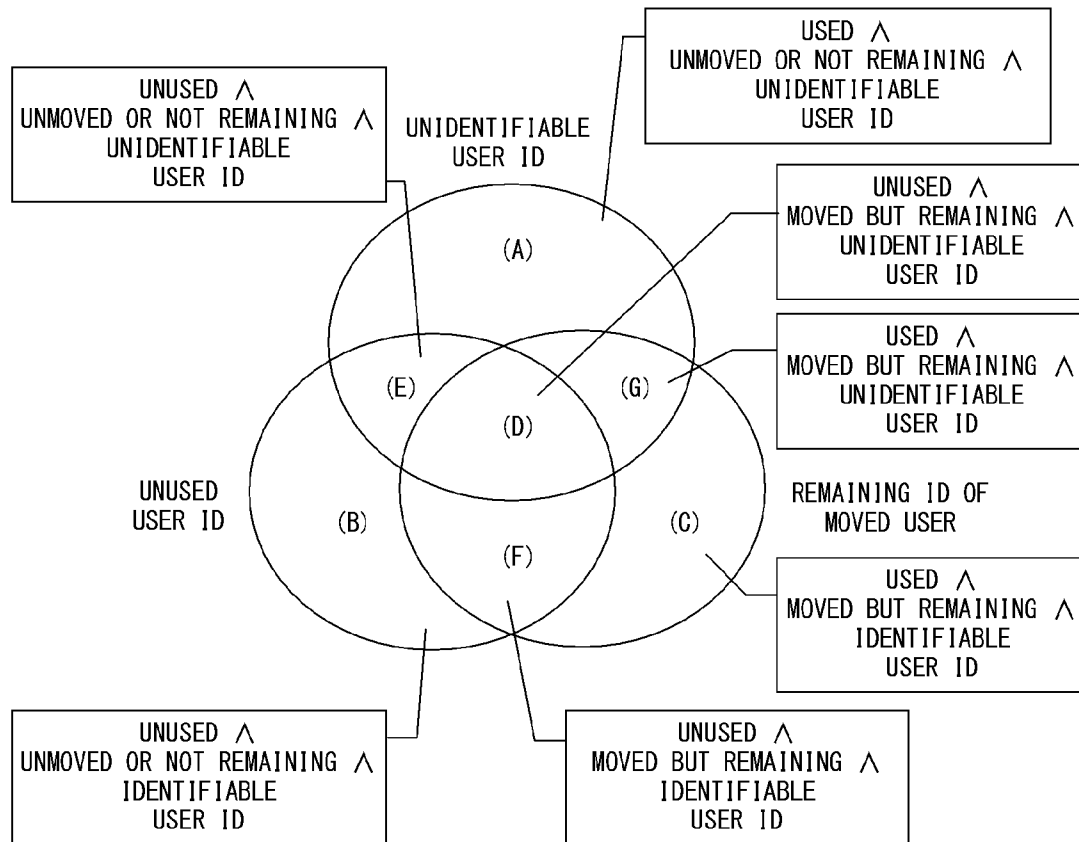 USED ∧
UNMOVED OR NOT REMAINING ∧
UNIDENTIFIABLE
USER ID
UNUSED ∧
UNMOVED OR NOT REMAINING ∧
UNIDENTIFIABLE
USER ID
UNIDENTIFIABLE
USER ID
UNUSED ∧
MOVED BUT REMAINING ∧
UNIDENTIFIABLE
USER ID
(A)
USED ∧
MOVED BUT REMAINING ∧
UNIDENTIFIABLE
USER ID
(E)
(G)
(D)
UNUSED
USER ID
REMAINING ID OF
MOVED USER
(B)
(C)
(F)
USED ∧
MOVED BUT REMAINING ∧
IDENTIFIABLE
USER ID
UNUSED ∧
UNMOVED OR NOT REMAINING ∧
IDENTIFIABLE
USER ID
UNUSED ∧
MOVED BUT REMAINING ∧
IDENTIFIABLE
USER ID